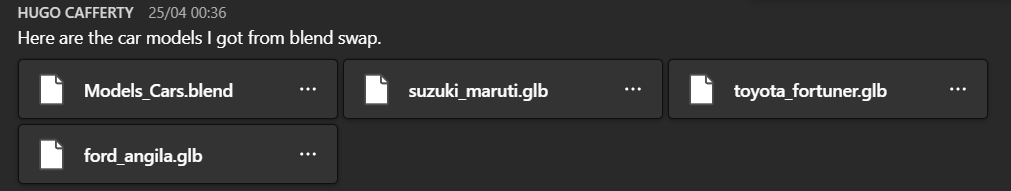 HUGO CAFFERTY 25/04 00:36
Here are the car models I got from blend swap.
Models_Cars.blend ... suzuki_maruti.glb ... toyota_fortuner.glb ...
ford_angila.glb ...